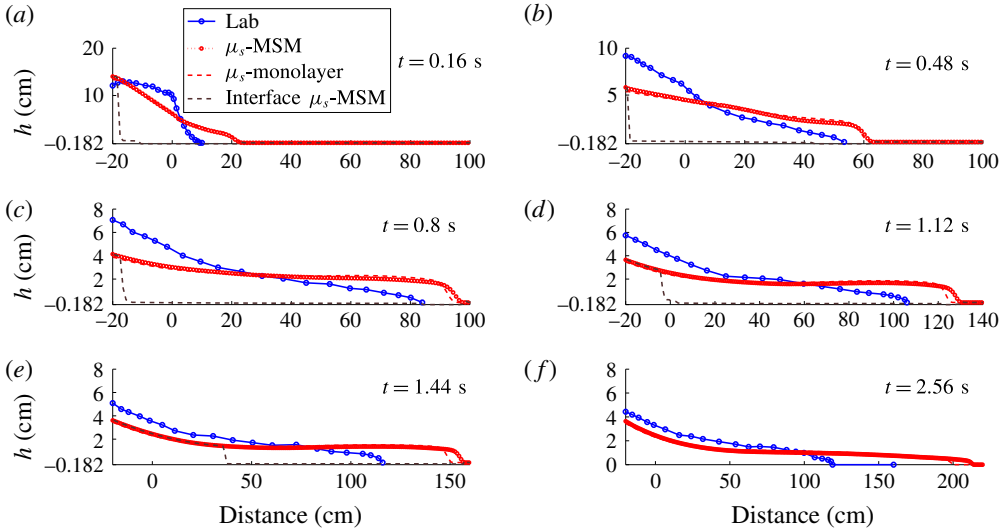 (a)
Lab
μs-MSM
μs-monolayer
Interface μs-MSM
t = 0.16 s
h (cm)
20
10
−0.182
−20 0 20 40 60 80 100
(b)
t = 0.48 s
10
5
−0.182
−20 0 20 40 60 80 100
(c)
t = 0.8 s
h (cm)
8
6
4
2
−0.182
−20 0 20 40 60 80 100
(d)
t = 1.12 s
8
6
4
2
−0.182
−20 0 20 40 60 80 100 120 140
(e)
t = 1.44 s
h (cm)
8
6
4
2
−0.182
0 50 100 150
Distance (cm)
(f)
t = 2.56 s
8
6
4
2
0
0 50 100 150 200
Distance (cm)